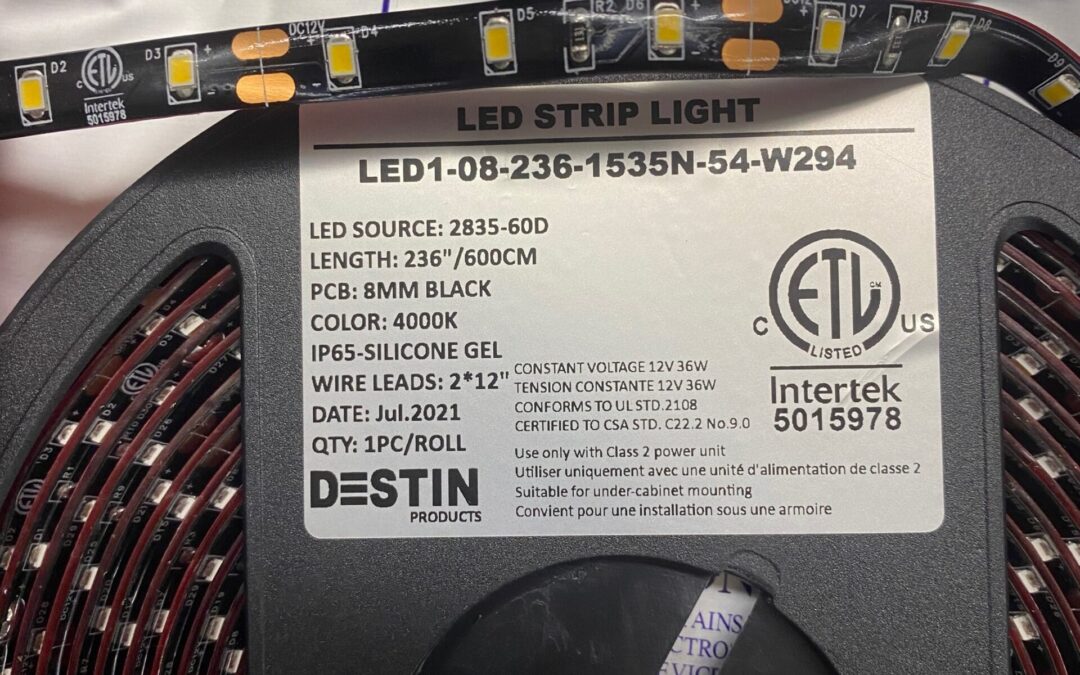 D2
ETL
C US
Intertek
5015978
D3
+
-
DC12V
D4
D5
R2
D6
D7
R3
D8
D9
LED STRIP LIGHT
LED1-08-236-1535N-54-W294
LED SOURCE: 2835-60D
LENGTH: 236"/600CM
PCB: 8MM BLACK
COLOR: 4000K
IP65-SILICONE GEL
WIRE LEADS: 2*12"
DATE: Jul.2021
QTY: 1PC/ROLL
DESTIN
PRODUCTS
CONSTANT VOLTAGE 12V 36W
TENSION CONSTANTE 12V 36W
CONFORMS TO UL STD.2108
CERTIFIED TO CSA STD. C22.2 No.9.0
Use only with Class 2 power unit
Utiliser uniquement avec une unité d'alimentation de classe 2
Suitable for under-cabinet mounting
Convient pour une installation sous une armoire
ETL CM
C US
LISTED
Intertek
5015978